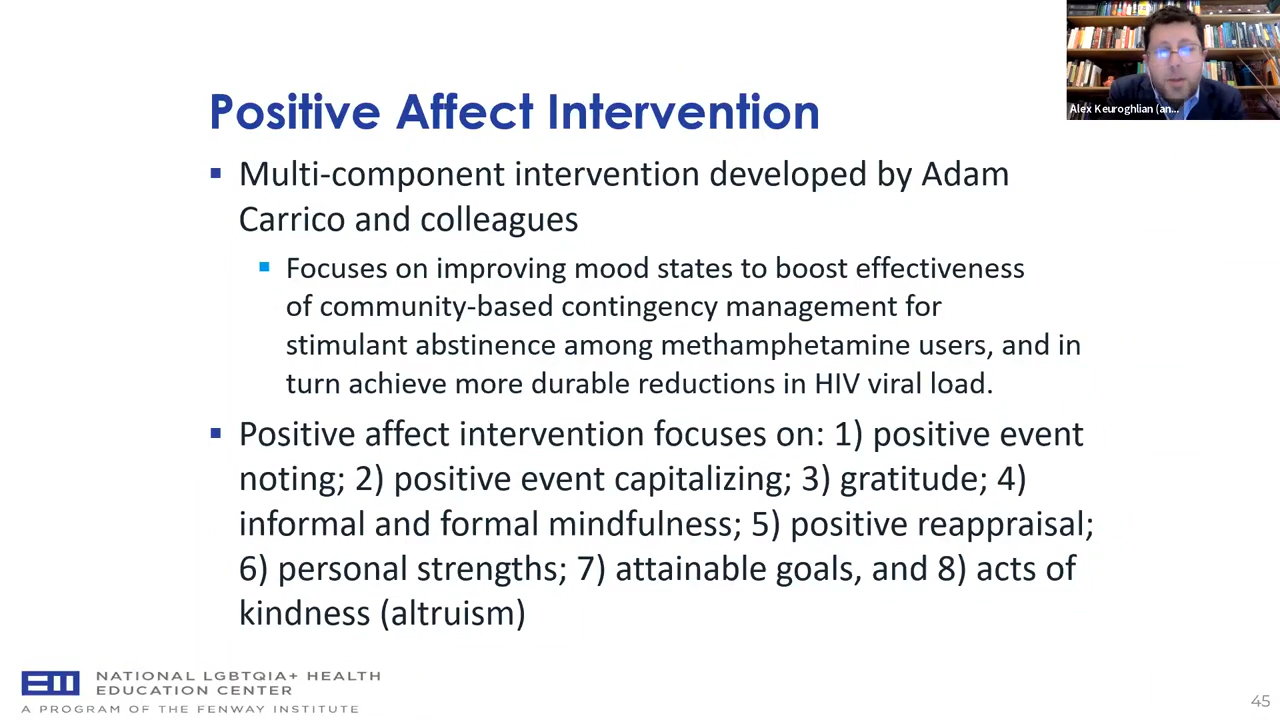 Positive Affect Intervention
Multi-component intervention developed by Adam
Carrico and colleagues
Focuses on improving mood states to boost effectiveness
of community-based contingency management for
stimulant abstinence among methamphetamine users, and in
turn achieve more durable reductions in HIV viral load.
Positive affect intervention focuses on: 1) positive event
noting; 2) positive event capitalizing; 3) gratitude; 4)
informal and formal mindfulness; 5) positive reappraisal;
6) personal strengths; 7) attainable goals, and 8) acts of
kindness (altruism)
Alex Keuroghlian (an...
NATIONAL LGBTQIA+ HEALTH
EDUCATION CENTER
A PROGRAM OF THE FENWAY INSTITUTE
45